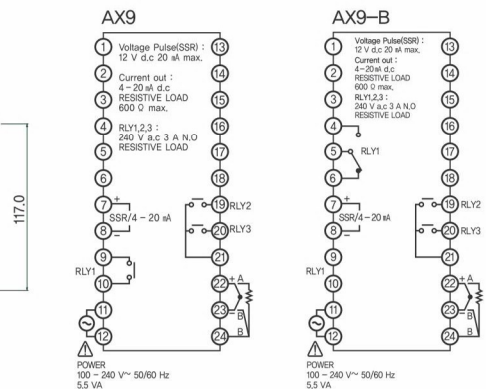 AX9
Voltage Pulse(SSR) :
12 V d.c 20 ㎃ max.
Current out :
4-20 ㎃ d.c
RESISTIVE LOAD
600 Ω max.
RLY1,2,3 :
240 V a.c 3 A N.O
RESISTIVE LOAD
1
2
3
4
5
6
7
8
9
10
11
12
13
14
15
16
17
18
19
20
21
22
23
24
+
SSR/4 - 20 ㎃
-
RLY1
RLY2
RLY3
+ A
- B
B
117.0
POWER
100 - 240 V~ 50/60 Hz
5.5 VA
AX9-B
Voltage Pulse(SSR) :
12 V d.c 20 ㎃ max.
Current out :
4-20 ㎃ d.c
RESISTIVE LOAD
600 Ω max.
RLY1,2,3 :
240 V a.c 3 A N.O
RESISTIVE LOAD
1
2
3
4
5
6
7
8
9
10
11
12
13
14
15
16
17
18
19
20
21
22
23
24
RLY1
+
SSR/4-20 ㎃
-
RLY1
RLY2
RLY3
+ A
- B
B
POWER
100 - 240 V~ 50/60 Hz
5.5 VA